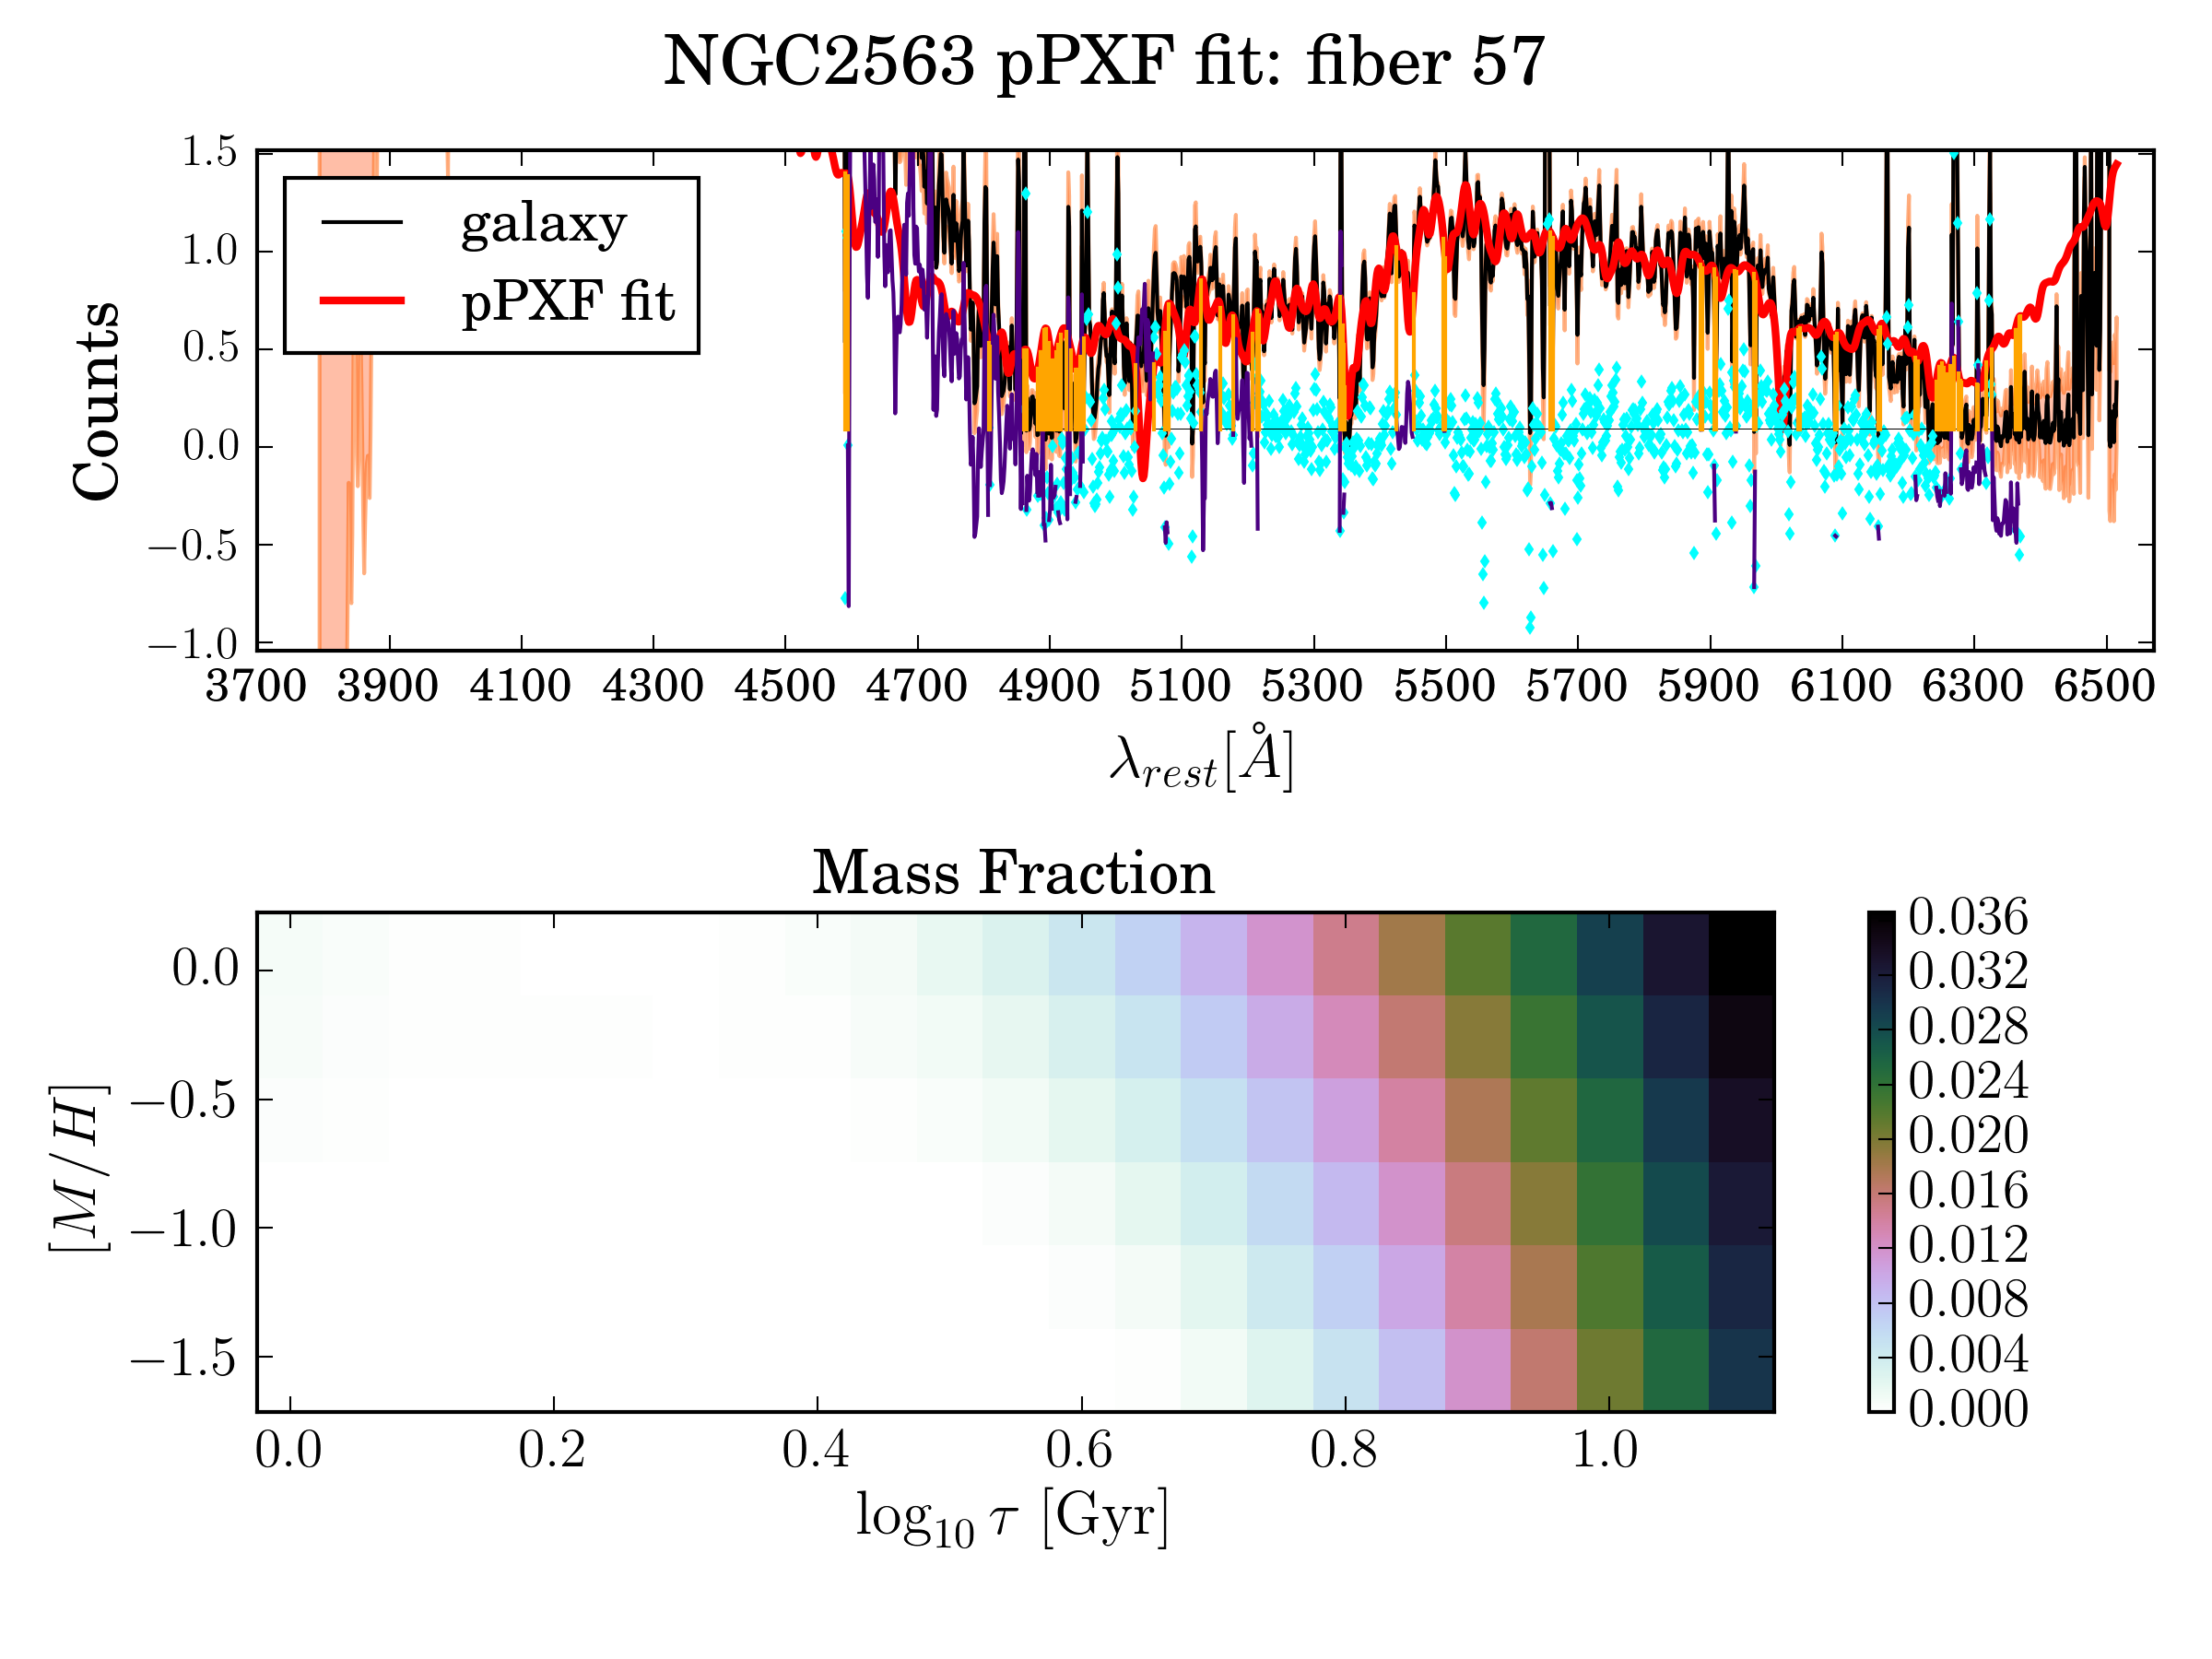 NGC2563 pPXF fit: fiber 57
1.5
1.0
0.5
0.0
−0.5
−1.0
Counts
galaxy
pPXF fit
3700 3900 4100 4300 4500 4700 4900 5100 5300 5500 5700 5900 6100 6300 6500
λrest[Å]
Mass Fraction
0.0
−0.5
−1.0
−1.5
[M/H]
0.0 0.2 0.4 0.6 0.8 1.0
log10 τ [Gyr]
0.036
0.032
0.028
0.024
0.020
0.016
0.012
0.008
0.004
0.000